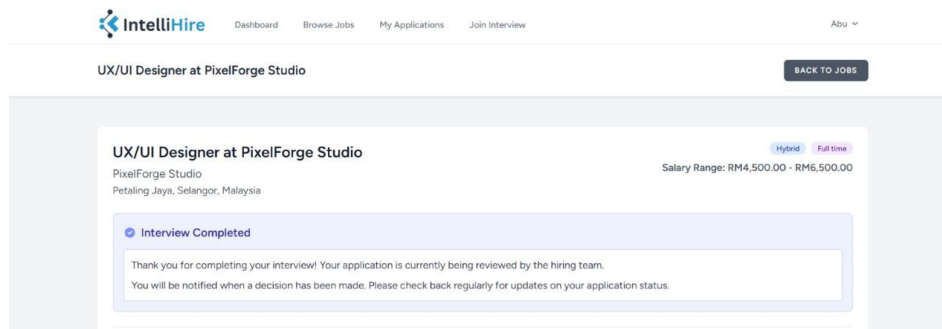 IntelliHire
Dashboard Browse Jobs My Applications Join Interview Abu
UX/UI Designer at PixelForge Studio
BACK TO JOBS
UX/UI Designer at PixelForge Studio
Hybrid Full time
PixelForge Studio
Salary Range: RM4,500.00 - RM6,500.00
Petaling Jaya, Selangor, Malaysia
Interview Completed
Thank you for completing your interview! Your application is currently being reviewed by the hiring team.
You will be notified when a decision has been made. Please check back regularly for updates on your application status.